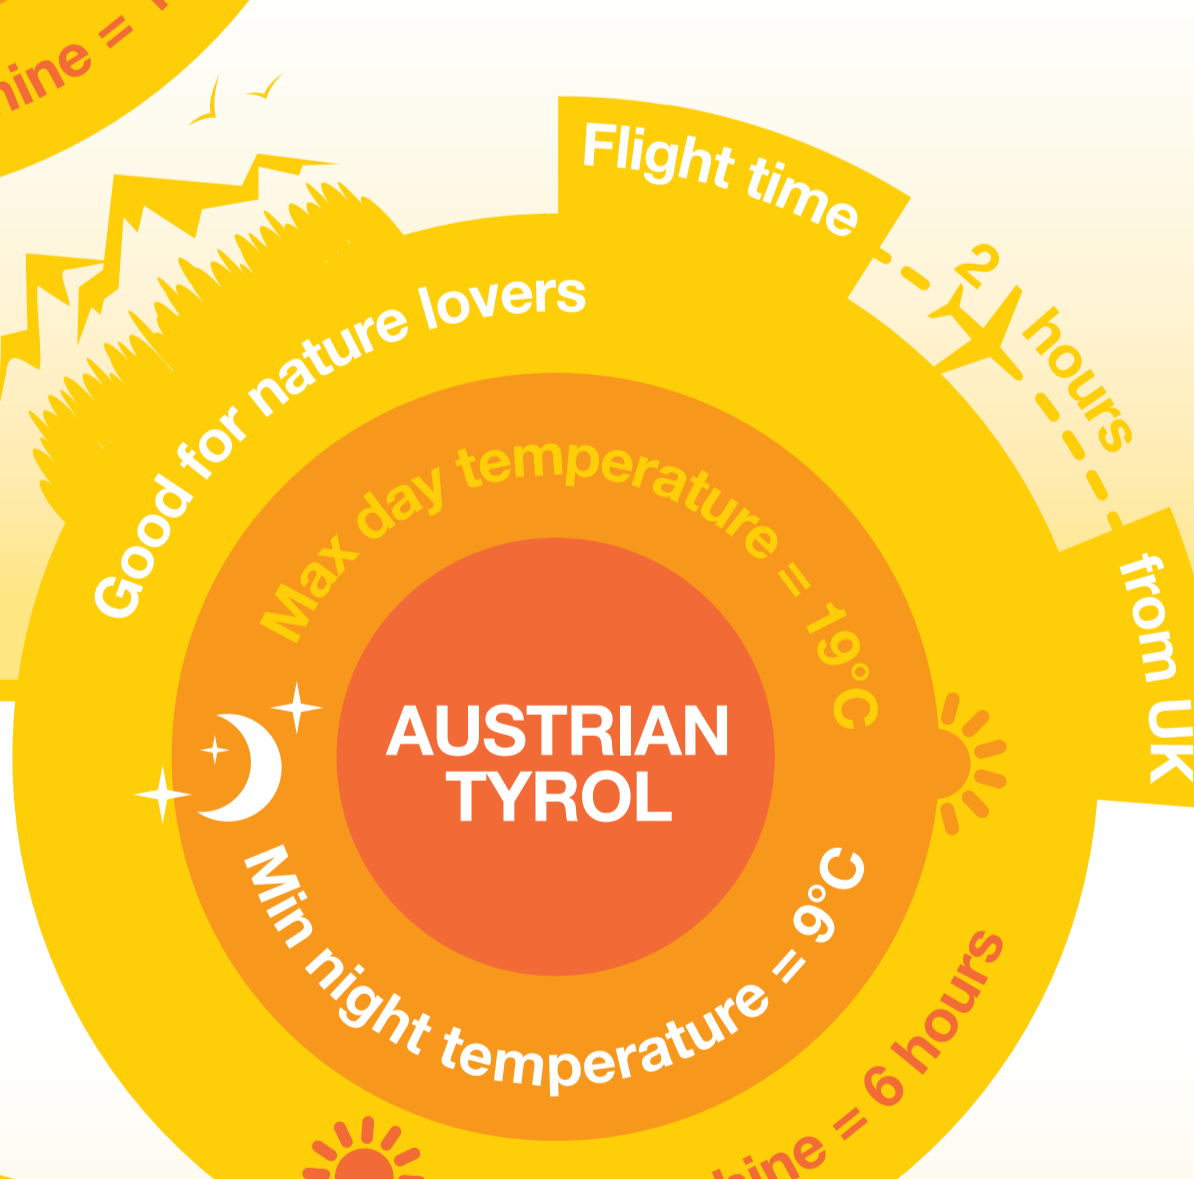 = 
Flight time
2 hours
from UK
Good for nature lovers
Max day temperature = 19°C
AUSTRIAN
TYROL
Min night temperature = 9°C
= 6 hours